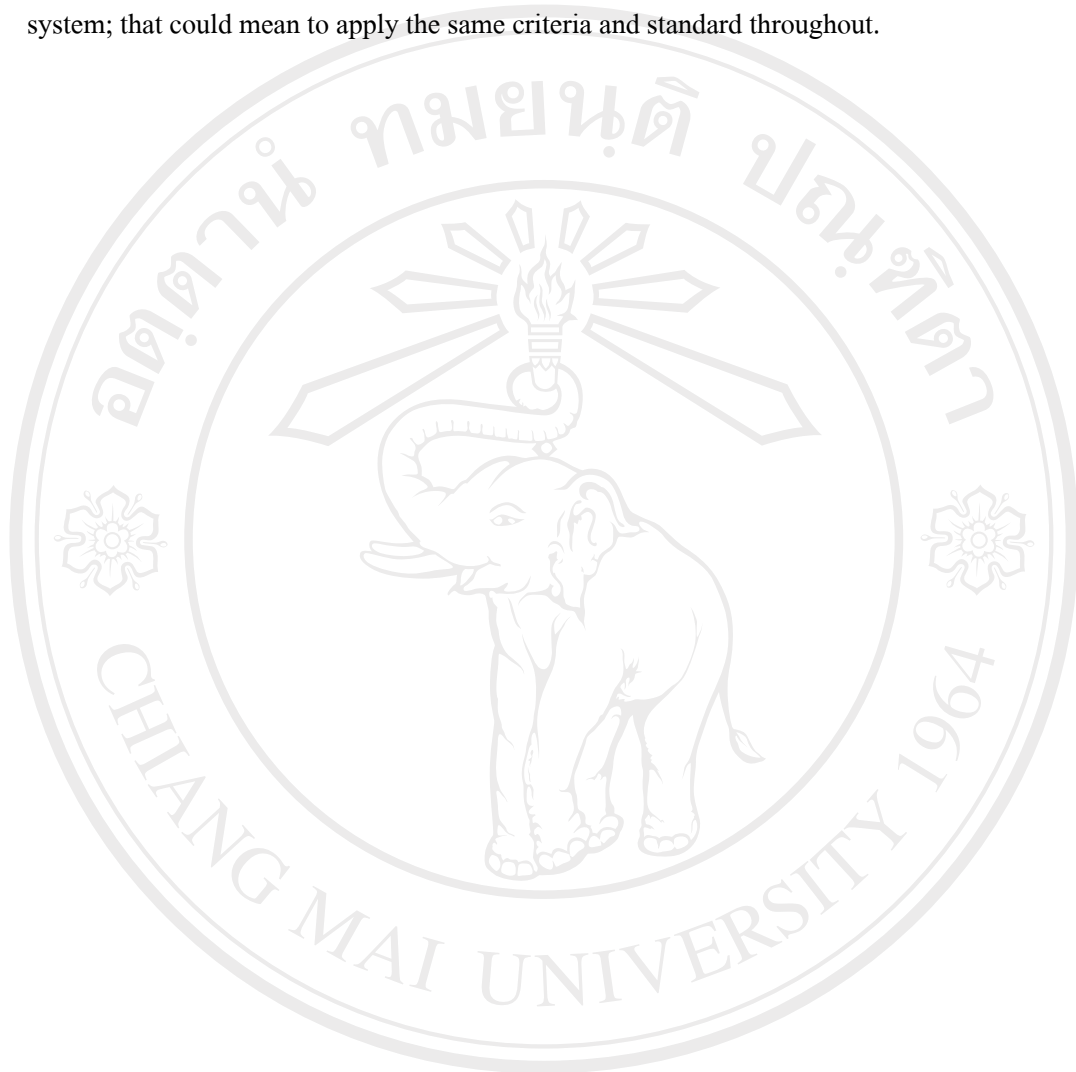 system; that could mean to apply the same criteria and standard throughout.
อตฺตานํ ทมยนฺติ ปณฺฑิตา
CHIANG MAI UNIVERSITY 1964